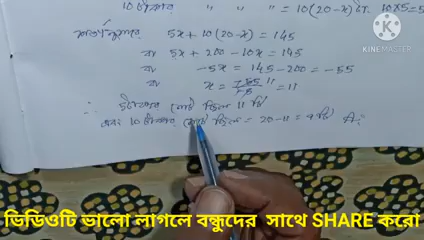 10 টাকার " " " = 10(20-x) টা. 10×5=5
শর্তানুসারে 5x + 10(20-x) = 145
বা 5x + 200 - 10x = 145
বা -5x = 145 - 200 = -55
বা x = -55/-5 = 11
∴ 5 টাকার নোট ছিল 11 টি
এবং 10 টাকার নোট ছিল = 20 - 11 = 9 টি
KINEMASTER
ভিডিওটি ভালো লাগলে বন্ধুদের সাথে SHARE করো